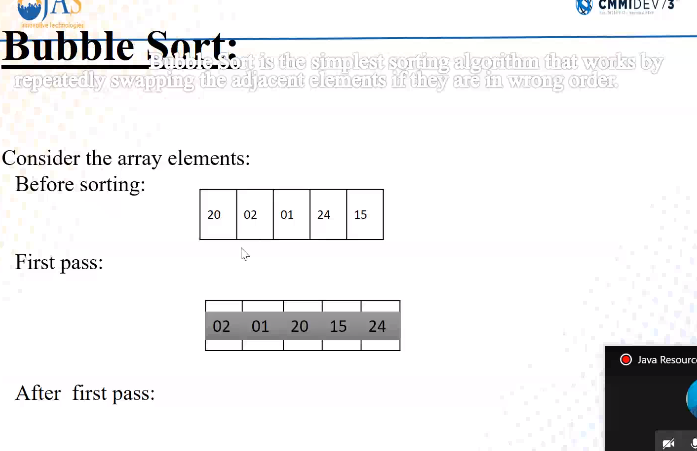 JAS
innovative technologies
CMMIDEV/3
Bubble Sort:
Bubble Sort is the simplest sorting algorithm that works by
repeatedly swapping the adjacent elements if they are in wrong order.
Consider the array elements:
Before sorting:
20 02 01 24 15
First pass:
02 01 20 15 24
After first pass:
Java Resourc